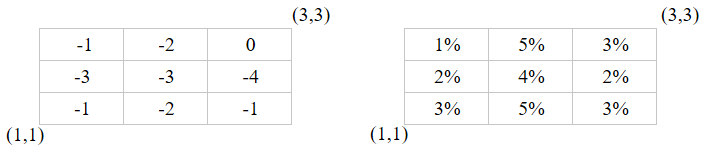 (3,3) (3,3)
-1 -2 0 1% 5% 3%
-3 -3 -4 2% 4% 2%
-1 -2 -1 3% 5% 3%
(1,1) (1,1)